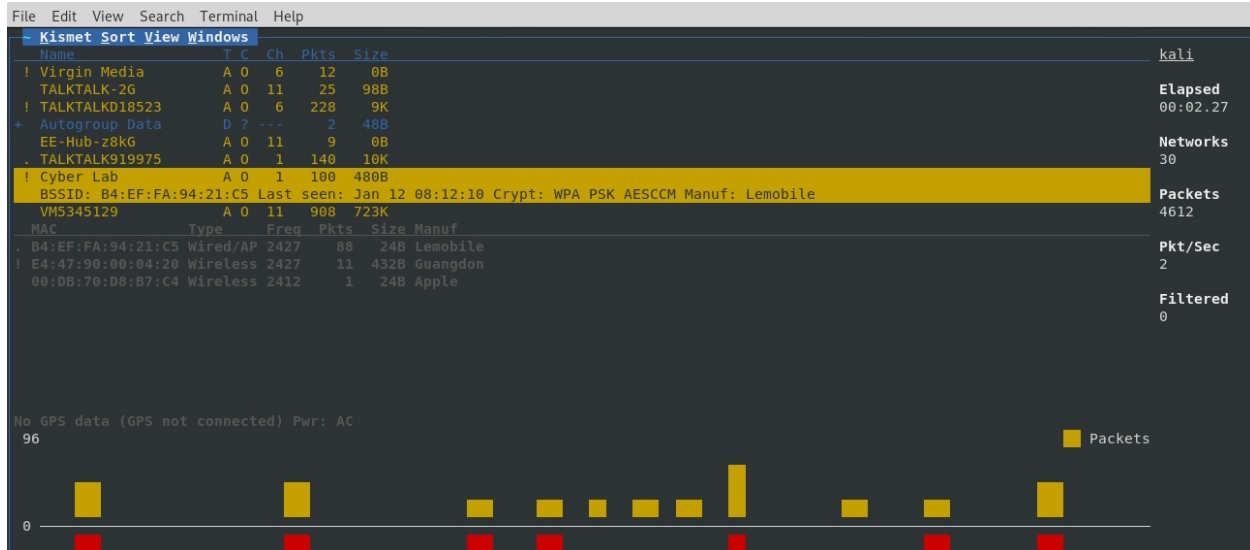 File Edit View Search Terminal Help
~ Kismet Sort View Windows
Name T C Ch Pkts Size
! Virgin Media A O 6 12 0B
TALKTALK-2G A O 11 25 98B
! TALKTALKD18523 A O 6 228 9K
+ Autogroup Data D ? --- 2 48B
EE-Hub-z8kG A O 11 9 0B
. TALKTALK919975 A O 1 140 10K
! Cyber Lab A O 1 100 480B
BSSID: B4:EF:FA:94:21:C5 Last seen: Jan 12 08:12:10 Crypt: WPA PSK AESCCM Manuf: Lemobile
VM5345129 A O 11 908 723K
MAC Type Freq Pkts Size Manuf
. B4:EF:FA:94:21:C5 Wired/AP 2427 88 24B Lemobile
! E4:47:90:00:04:20 Wireless 2427 11 432B Guangdon
00:DB:70:D8:B7:C4 Wireless 2412 1 24B Apple
No GPS data (GPS not connected) Pwr: AC
96
Packets
0
kali
Elapsed
00:02.27
Networks
30
Packets
4612
Pkt/Sec
2
Filtered
0